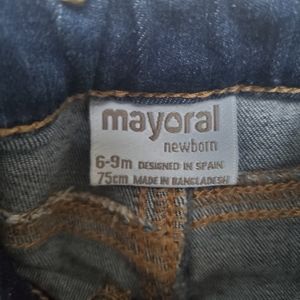 mayoral
newborn
6-9m DESIGNED IN SPAIN
75cm MADE IN BANGLADESH